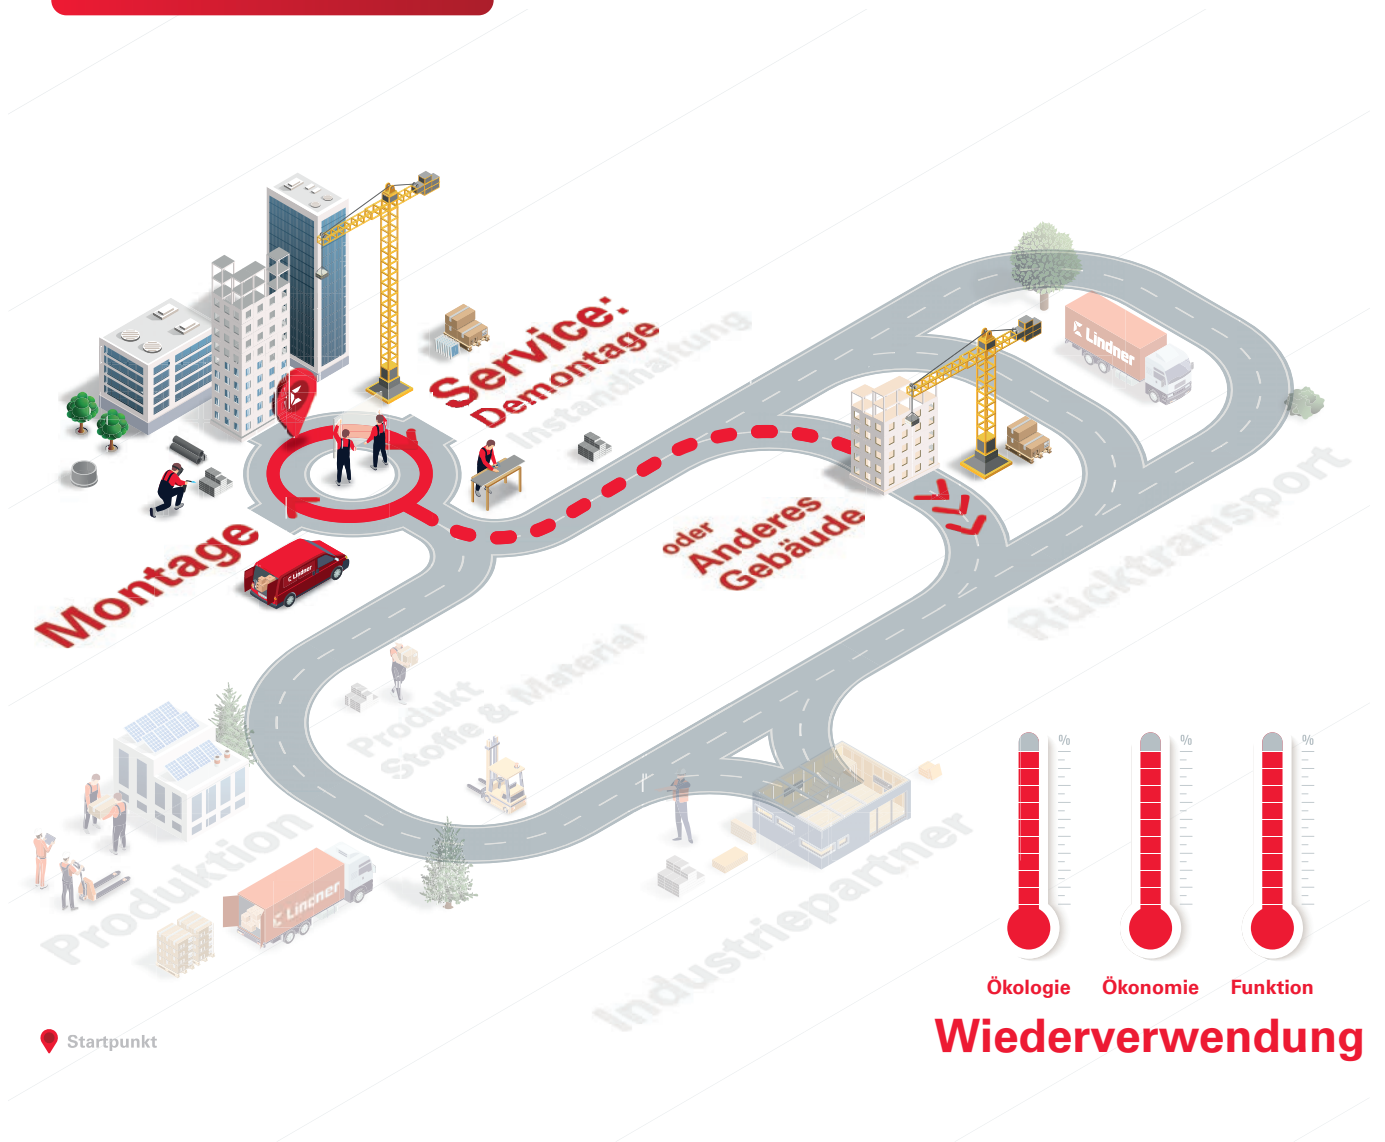 Service:
Demontage
Instandhaltung
Lindner
Montage
Lindner
oder
Anderes
Gebäude
Rücktransport
Produkt
Stoffe & Material
Produktion
Lindner
Industriepartner
% % %
Ökologie Ökonomie Funktion
Wiederverwendung
Startpunkt